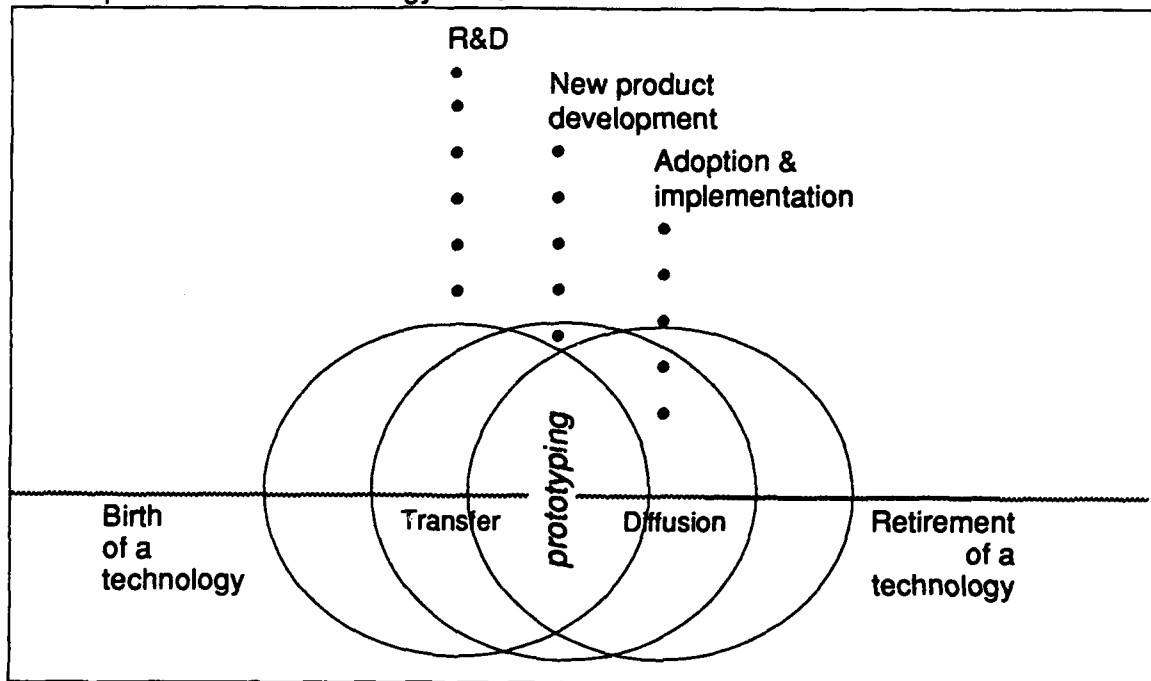 R&D
New product
development
Adoption &
implementation
prototyping
Birth
of a
technology
Transfer
Diffusion
Retirement
of a
technology